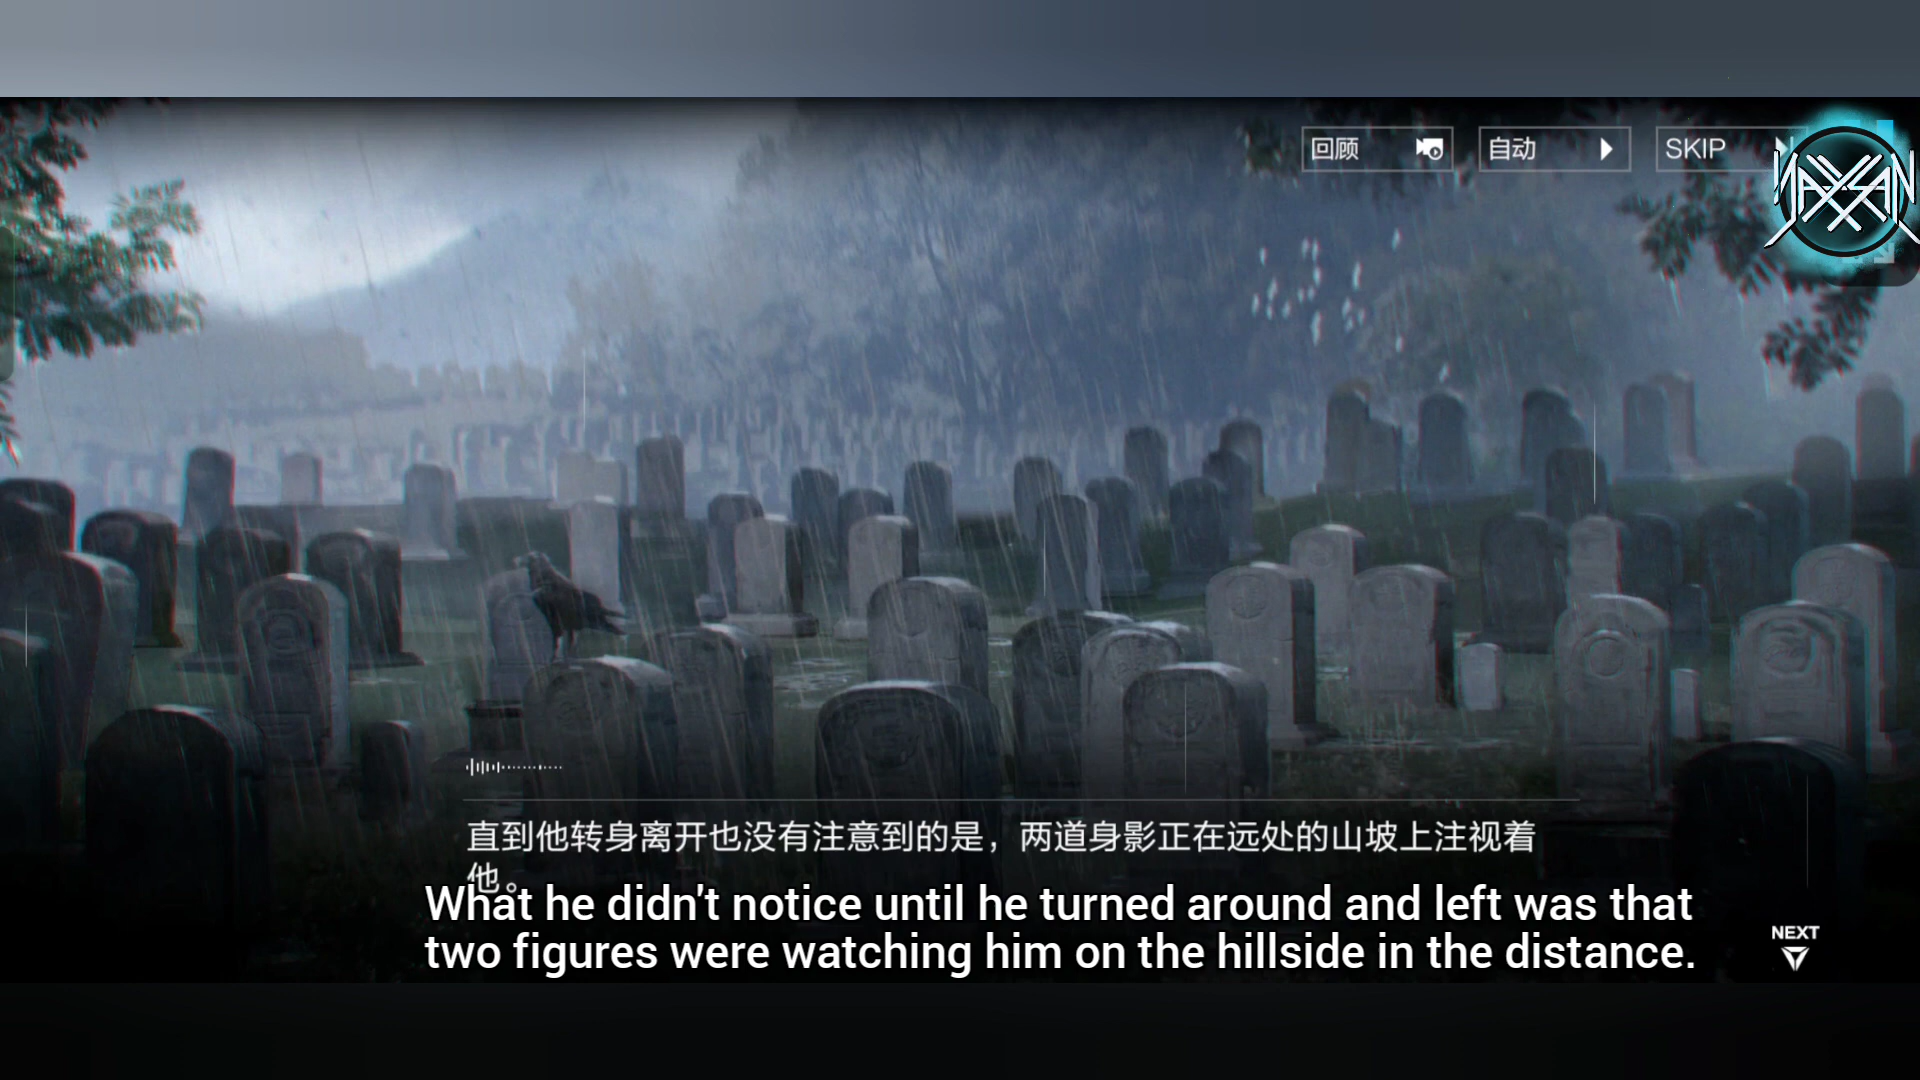 回顾
自动
SKIP
直到他转身离开也没有注意到的是，两道身影正在远处的山坡上注视着
他。
What he didn't notice until he turned around and left was that
two figures were watching him on the hillside in the distance.
NEXT